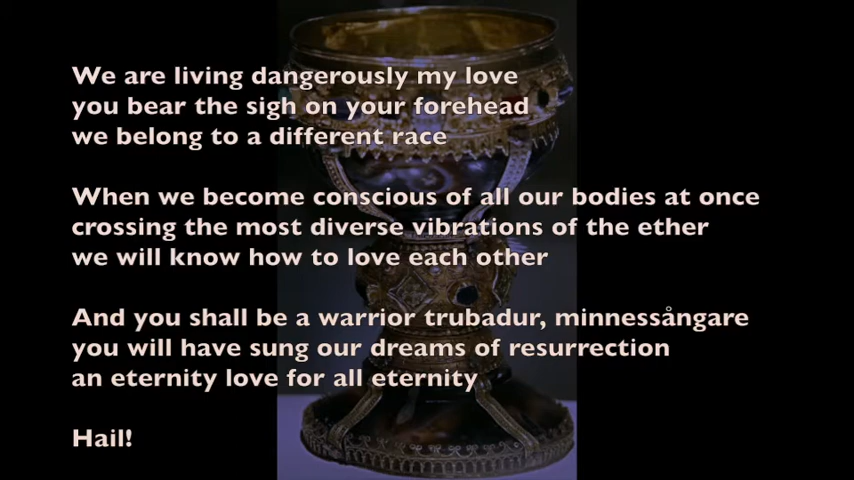 We are living dangerously my love
you bear the sigh on your forehead
we belong to a different race
When we become conscious of all our bodies at once
crossing the most diverse vibrations of the ether
we will know how to love each other
And you shall be a warrior trubadur, minnessångare
you will have sung our dreams of resurrection
an eternity love for all eternity
Hail!